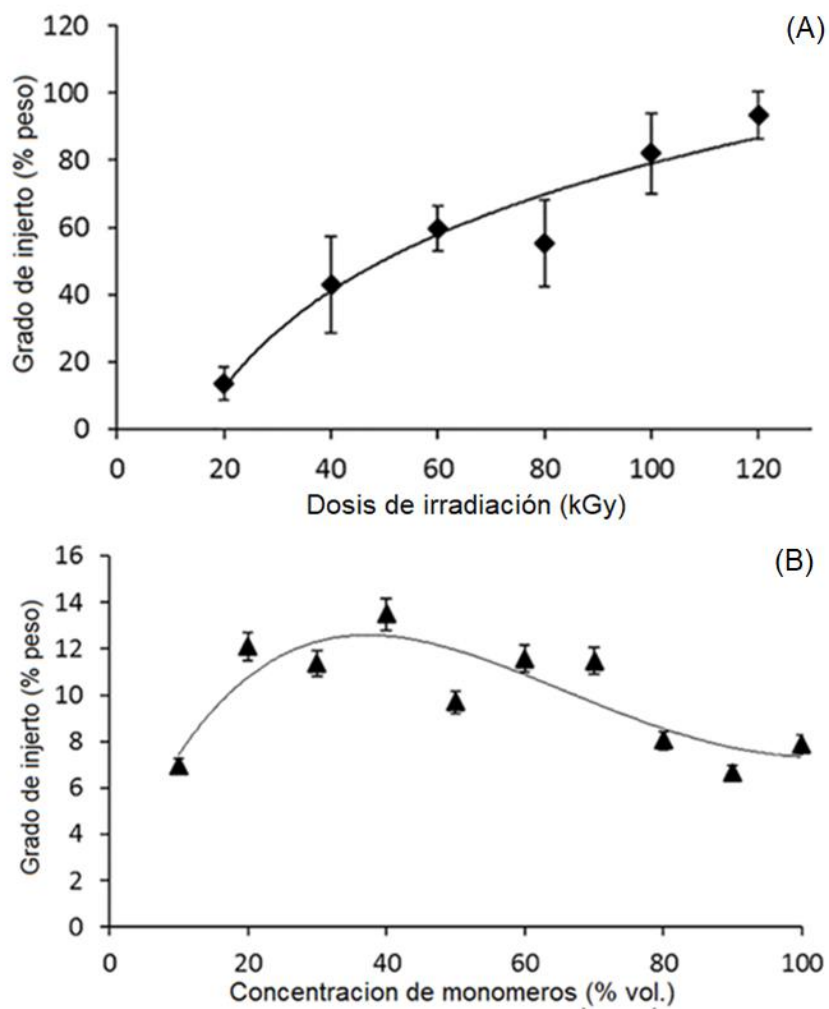 (A)
Grado de injerto (% peso)
120
100
80
60
40
20
0
0 20 40 60 80 100 120
Dosis de irradiación (kGy)
(B)
Grado de injerto (% peso)
16
14
12
10
8
6
4
2
0
0 20 40 60 80 100
Concentracion de monomeros (% vol.)